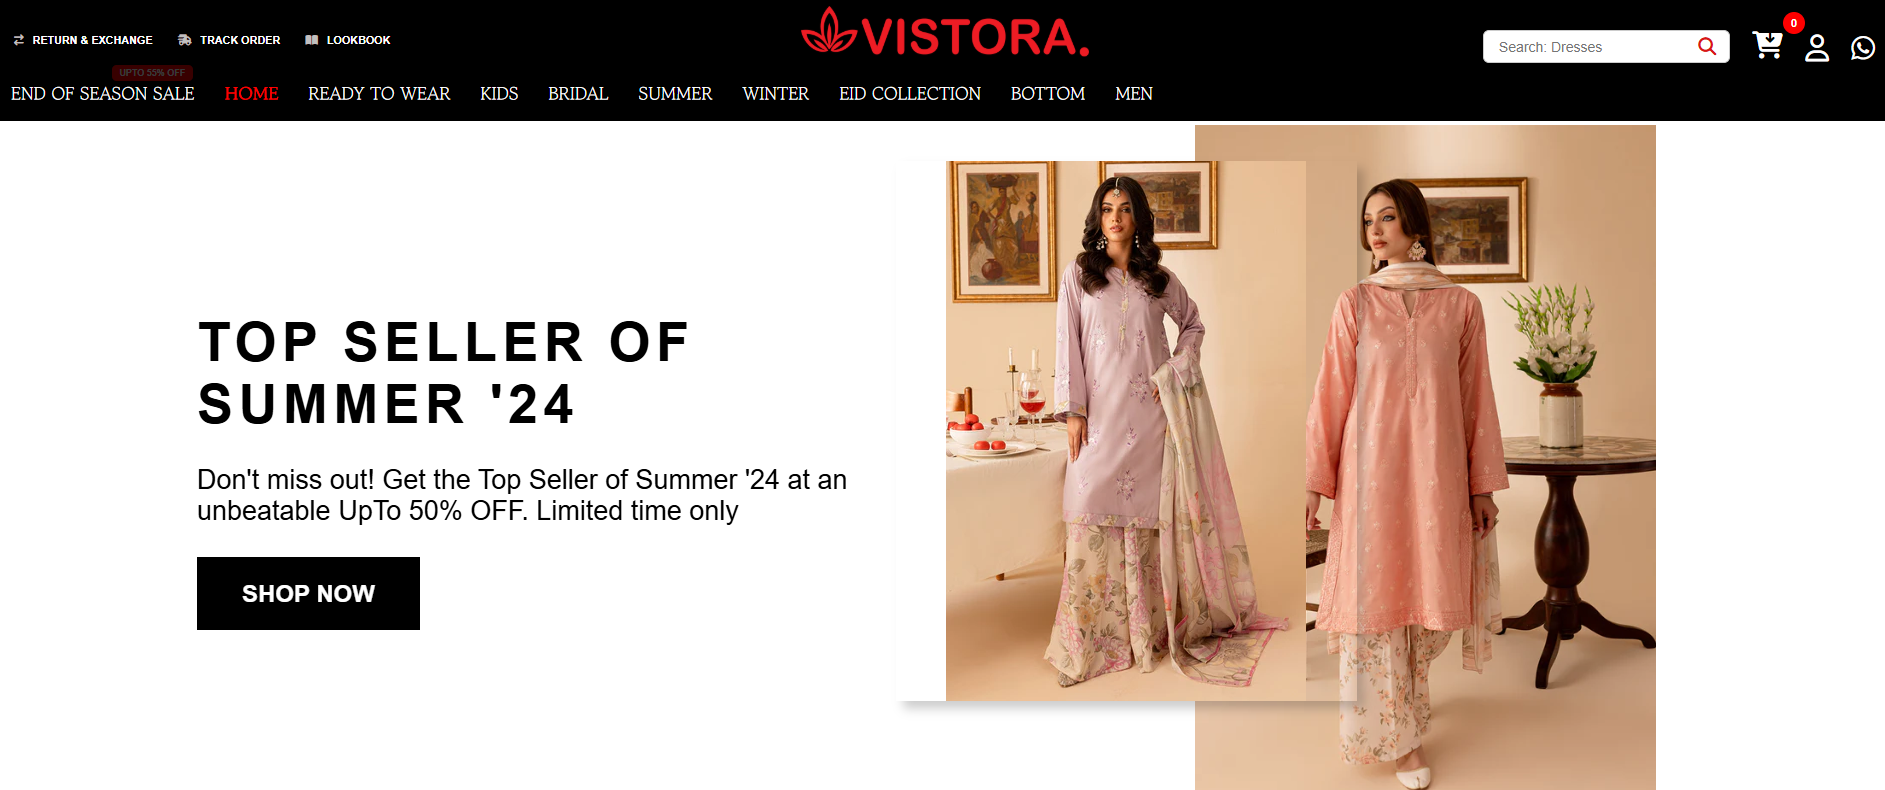 RETURN & EXCHANGE TRACK ORDER LOOKBOOK
VISTORA.
Search: Dresses
0
UPTO 55% OFF
END OF SEASON SALE HOME READY TO WEAR KIDS BRIDAL SUMMER WINTER EID COLLECTION BOTTOM MEN
TOP SELLER OF
SUMMER '24
Don't miss out! Get the Top Seller of Summer '24 at an
unbeatable UpTo 50% OFF. Limited time only
SHOP NOW